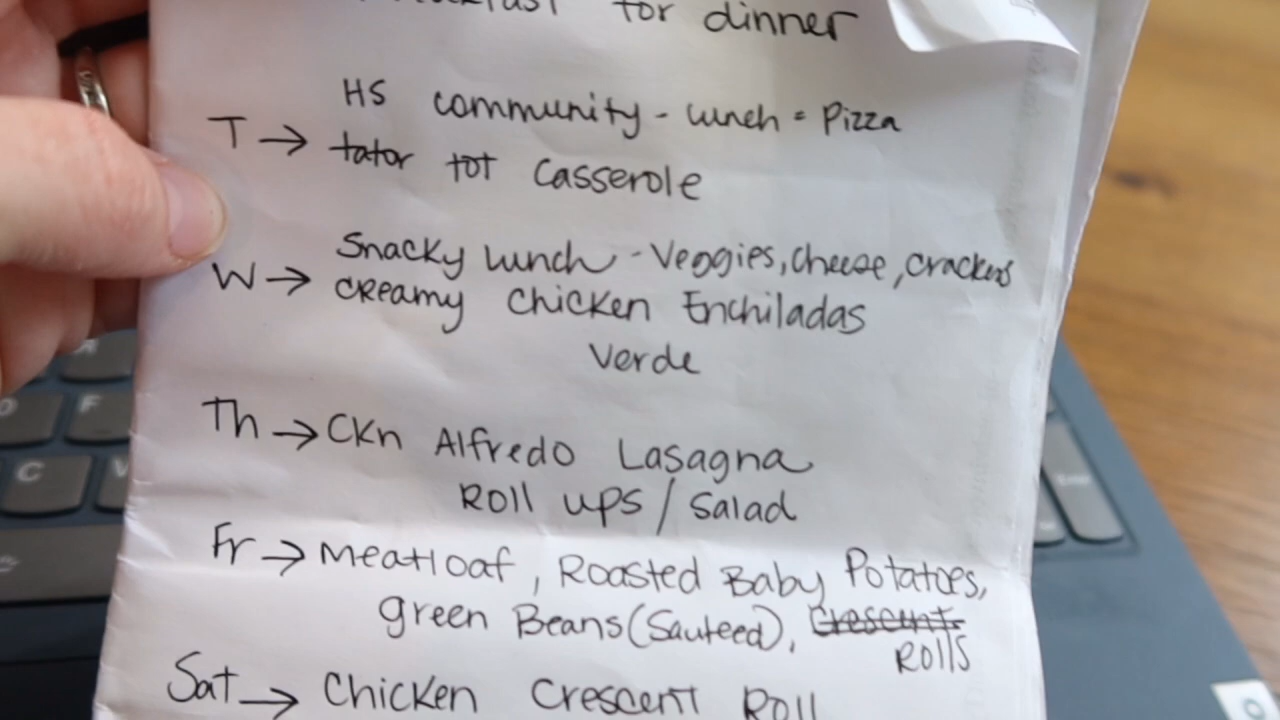 for dinner
HS community - Lunch = Pizza
T → tator tot casserole
Snacky Lunch - Veggies, cheese, crackers
W → creamy chicken Enchiladas
Verde
Th → Ckn Alfredo Lasagna
Roll ups / Salad
Fr → Meatloaf, Roasted Baby Potatoes,
green Beans (Sauteed), Crescent
Rolls
Sat → Chicken Crescent Roll
F
C